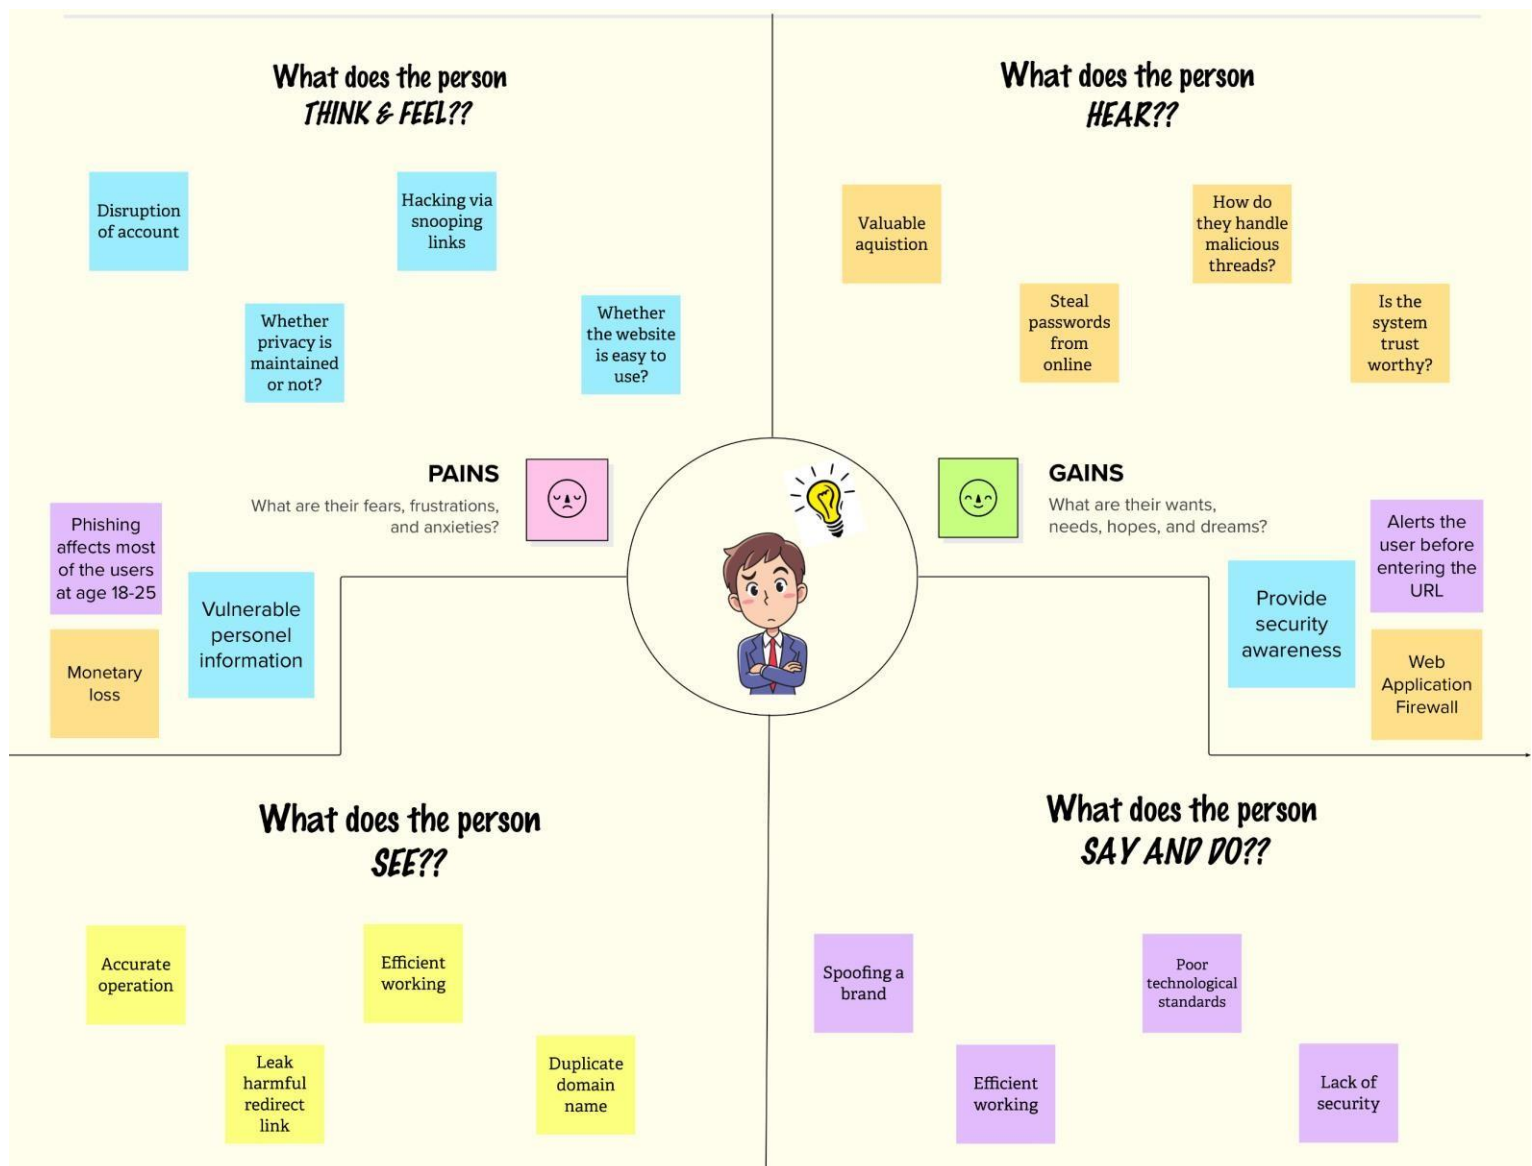 What does the person
THINK & FEEL??
Disruption
of account
Hacking via
snooping
links
Whether
privacy is
maintained
or not?
Whether
the website
is easy to
use?
What does the person
HEAR??
Valuable
aquistion
How do
they handle
malicious
threads?
Steal
passwords
from
online
Is the
system
trust
worthy?
PAINS
What are their fears, frustrations,
and anxieties?
Phishing
affects most
of the users
at age 18-25
Vulnerable
personel
information
Monetary
loss
GAINS
What are their wants,
needs, hopes, and dreams?
Alerts the
user before
entering the
URL
Provide
security
awareness
Web
Application
Firewall
What does the person
SEE??
Accurate
operation
Efficient
working
Leak
harmful
redirect
link
Duplicate
domain
name
What does the person
SAY AND DO??
Spoofing a
brand
Poor
technological
standards
Efficient
working
Lack of
security